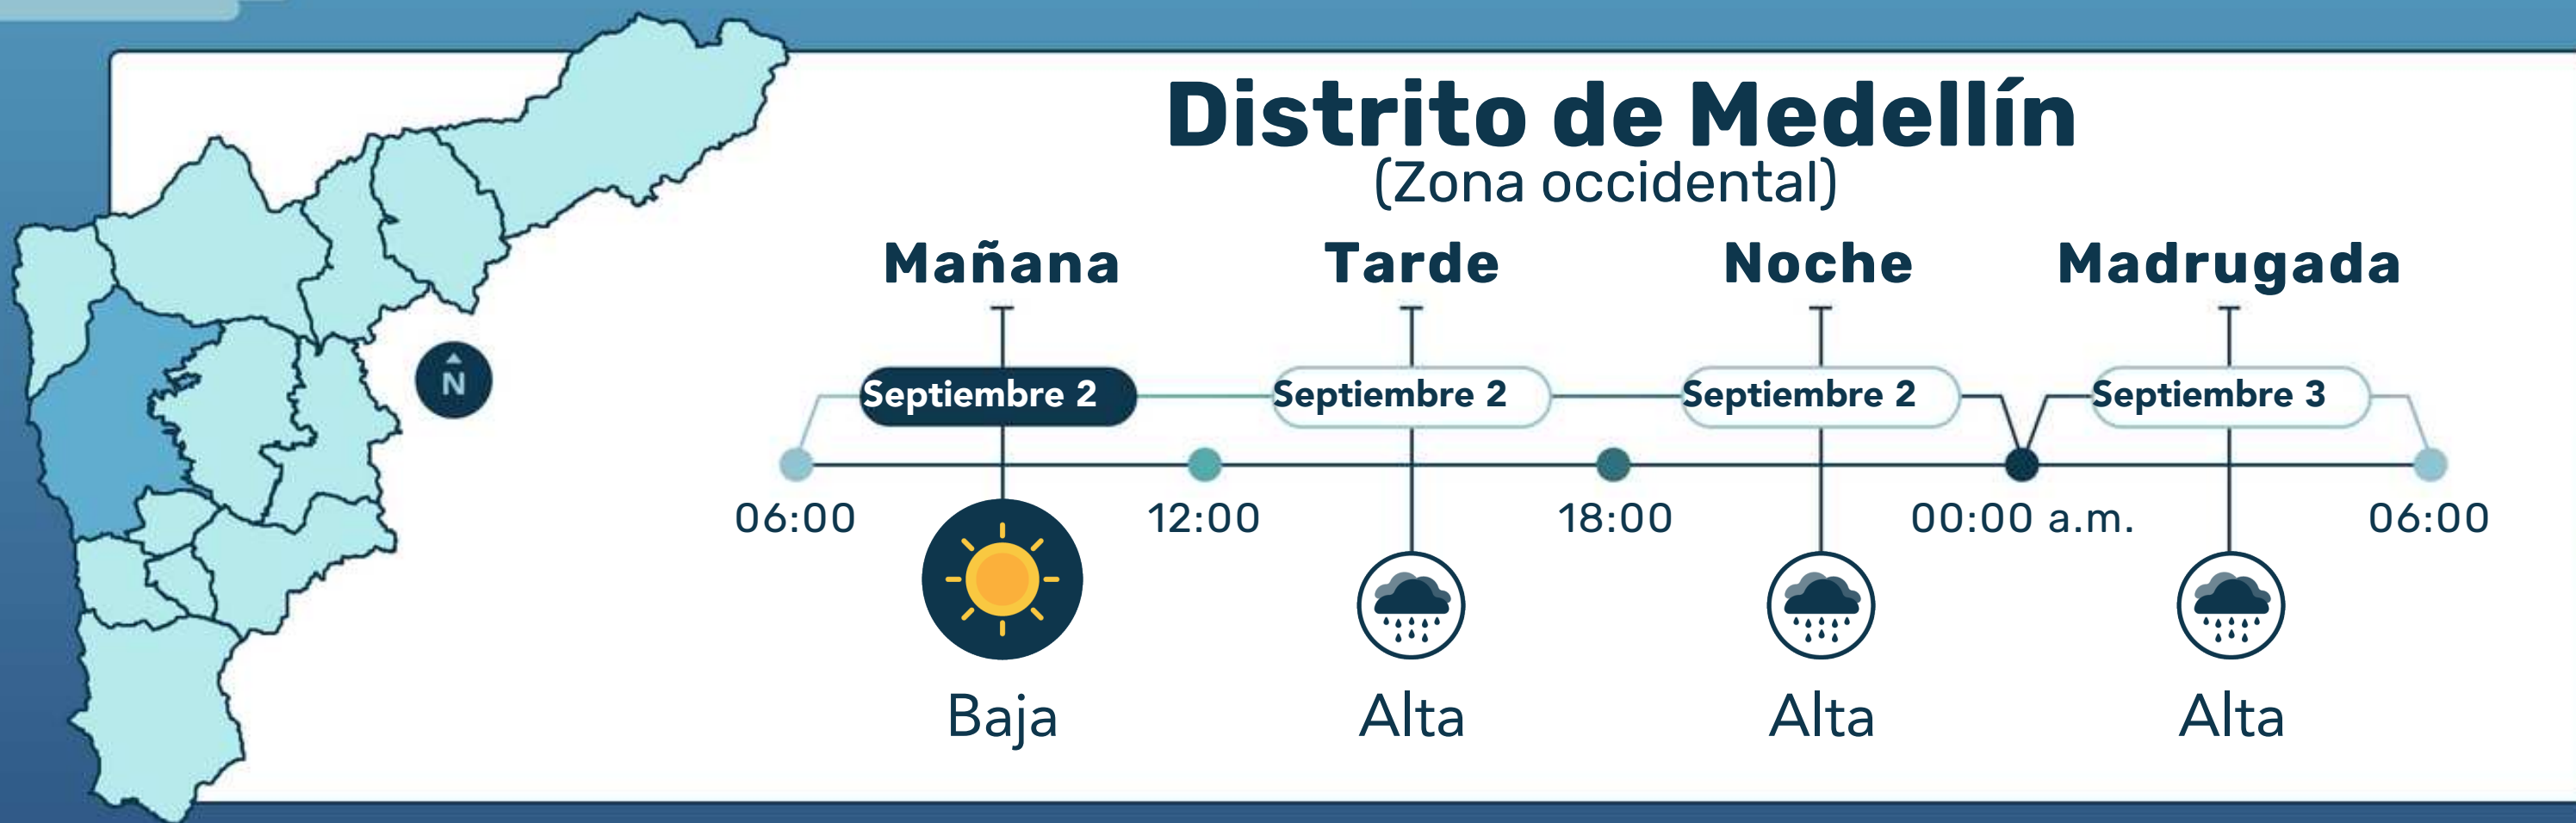 Distrito de Medellín
(Zona occidental)
Mañana Tarde Noche Madrugada
N
Septiembre 2 Septiembre 2 Septiembre 2 Septiembre 3
06:00 12:00 18:00 00:00 a.m. 06:00
Baja Alta Alta Alta